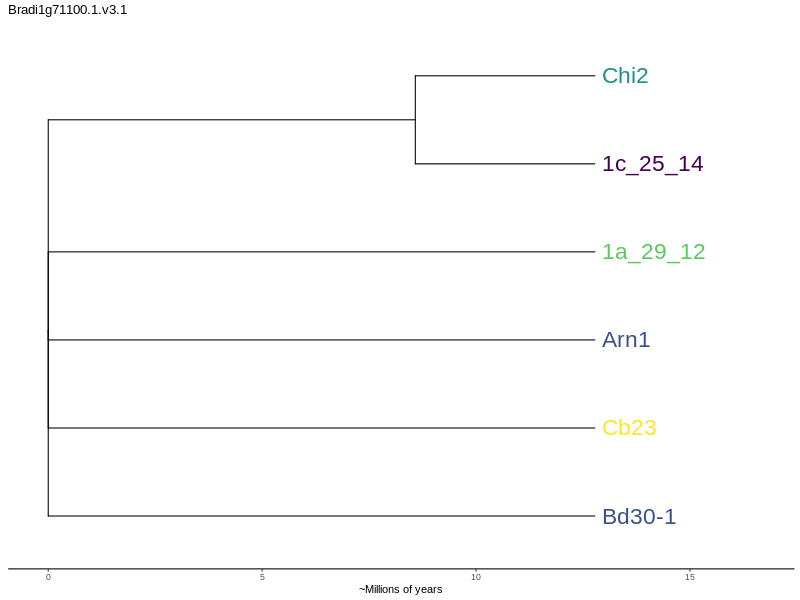 Bradi1g71100.1.v3.1
Chi2
1c_25_14
1a_29_12
Arn1
Cb23
Bd30-1
0 5 10 15
~Millions of years